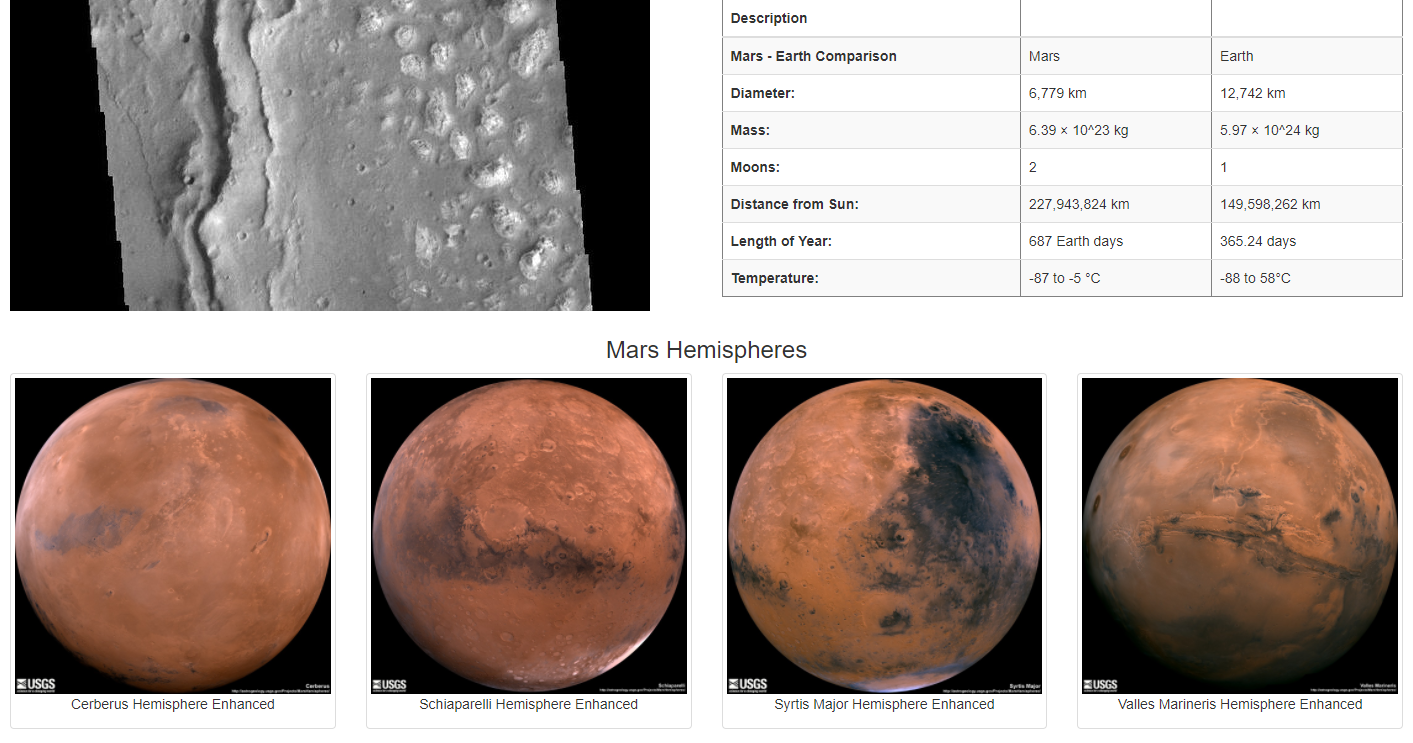 Description
Mars - Earth Comparison Mars Earth
Diameter: 6,779 km 12,742 km
Mass: 6.39 × 10^23 kg 5.97 × 10^24 kg
Moons: 2 1
Distance from Sun: 227,943,824 km 149,598,262 km
Length of Year: 687 Earth days 365.24 days
Temperature: -87 to -5 °C -88 to 58°C
Mars Hemispheres
USGS Cerberus
USGS Schiaparelli
USGS Syrtis Major
USGS Valles Marineris
Cerberus Hemisphere Enhanced
Schiaparelli Hemisphere Enhanced
Syrtis Major Hemisphere Enhanced
Valles Marineris Hemisphere Enhanced